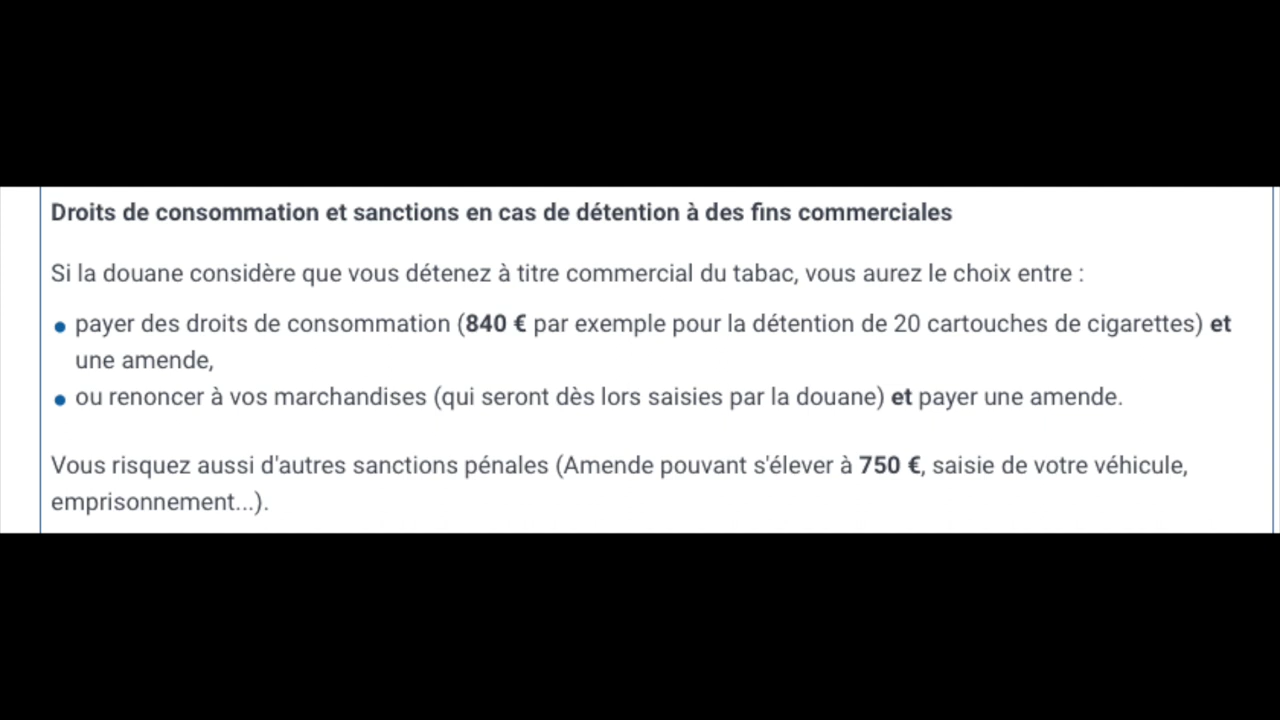 Droits de consommation et sanctions en cas de détention à des fins commerciales
Si la douane considère que vous détenez à titre commercial du tabac, vous aurez le choix entre :
● payer des droits de consommation (840 € par exemple pour la détention de 20 cartouches de cigarettes) et
une amende,
● ou renoncer à vos marchandises (qui seront dès lors saisies par la douane) et payer une amende.
Vous risquez aussi d'autres sanctions pénales (Amende pouvant s'élever à 750 €, saisie de votre véhicule,
emprisonnement...).